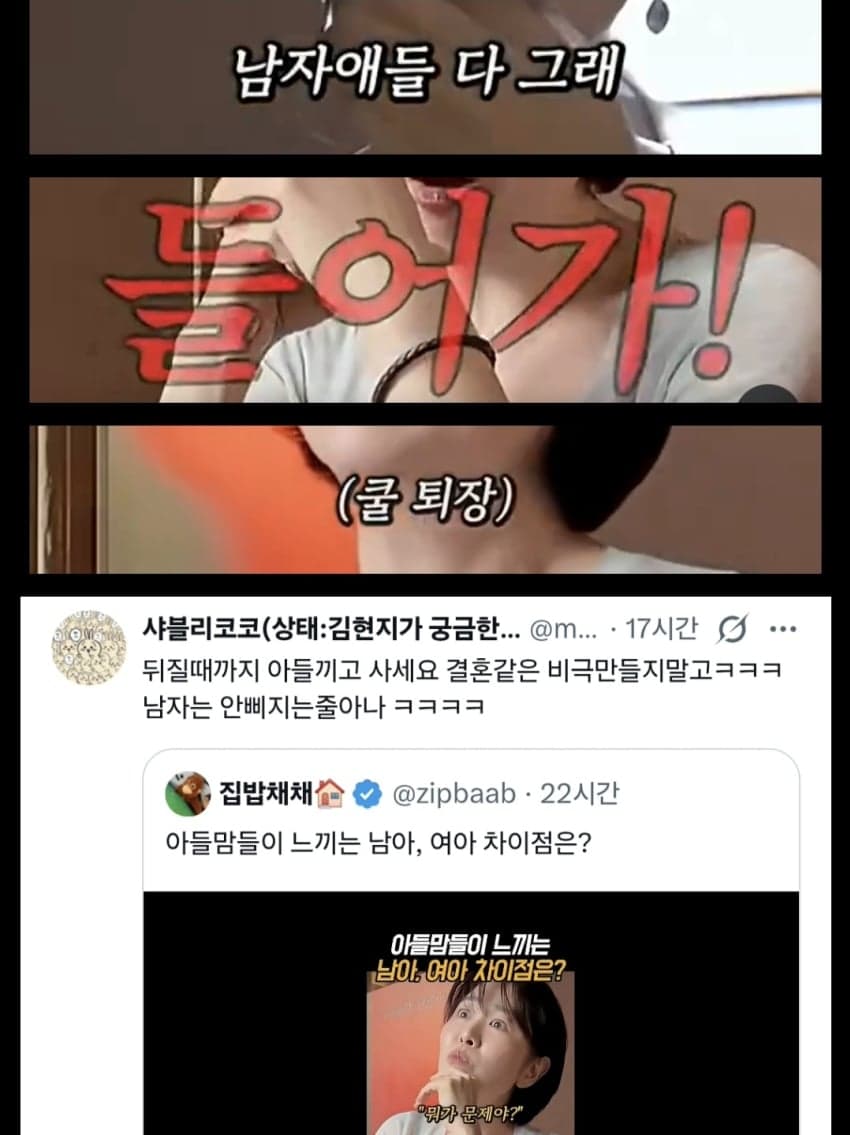 남자애들 다 그래
들어가!
(쿨 퇴장)
샤블리코코(상태:김현지가 궁금한... @m... · 17시간
뒤질때까지 아들끼고 사세요 결혼같은 비극만들지말고ㅋㅋㅋ
남자는 안삐지는줄아나 ㅋㅋㅋㅋ
집밥채채🏠 @zipbaab · 22시간
아들맘들이 느끼는 남아, 여아 차이점은?
아들맘들이 느끼는
남아, 여아 차이점은?
"뭐가 문제야?"